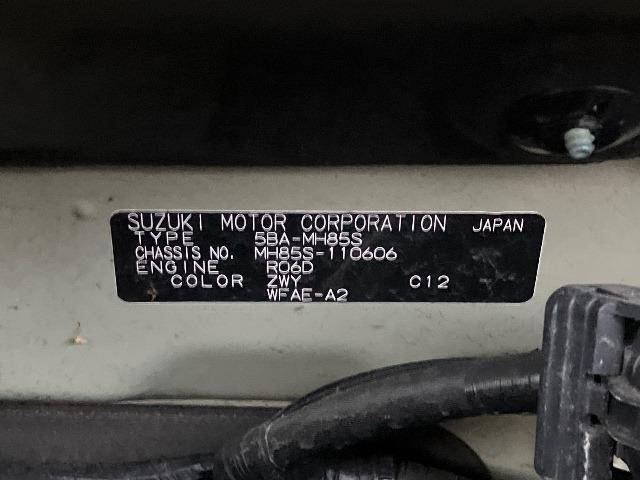 SUZUKI MOTOR CORPORATION JAPAN
TYPE 5BA-MH85S
CHASSIS NO. MH85S-110606
ENGINE R06D
COLOR ZWY C12
WFAE-A2